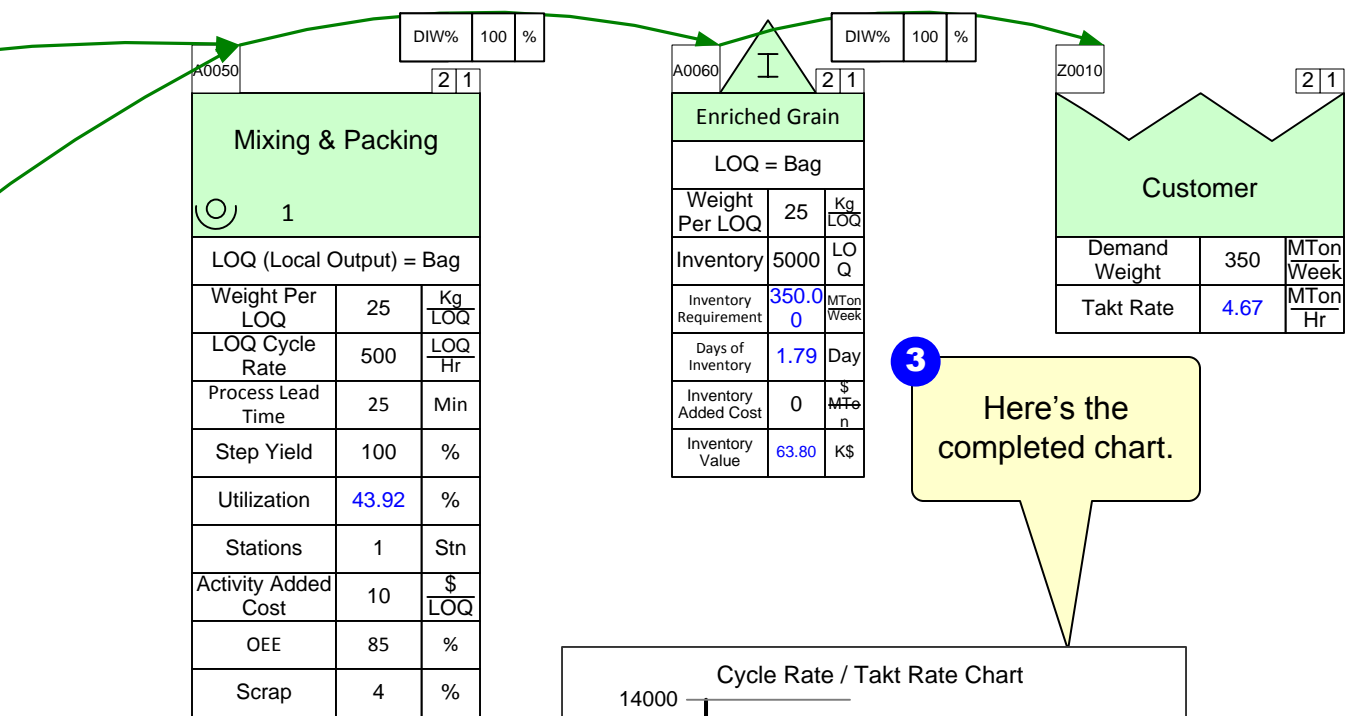 DIW% 100 %
DIW% 100 %
A0050
2 1
Mixing & Packing
1
LOQ (Local Output) = Bag
Weight Per
LOQ
25
Kg
LOQ
LOQ Cycle
Rate
500
LOQ
Hr
Process Lead
Time
25
Min
Step Yield
100
%
Utilization
43.92
%
Stations
1
Stn
Activity Added
Cost
10
$
LOQ
OEE
85
%
Scrap
4
%
A0060
I
2 1
Enriched Grain
LOQ = Bag
Weight
Per LOQ
25
Kg
LOQ
Inventory
5000
LO
Q
Inventory
Requirement
350.0
0
MTon
Week
Days of
Inventory
1.79
Day
Inventory
Added Cost
0
$
MTo
n
Inventory
Value
63.80
K$
Z0010
2 1
Customer
Demand
Weight
350
MTon
Week
Takt Rate
4.67
MTon
Hr
3
Here's the
completed chart.
Cycle Rate / Takt Rate Chart
14000